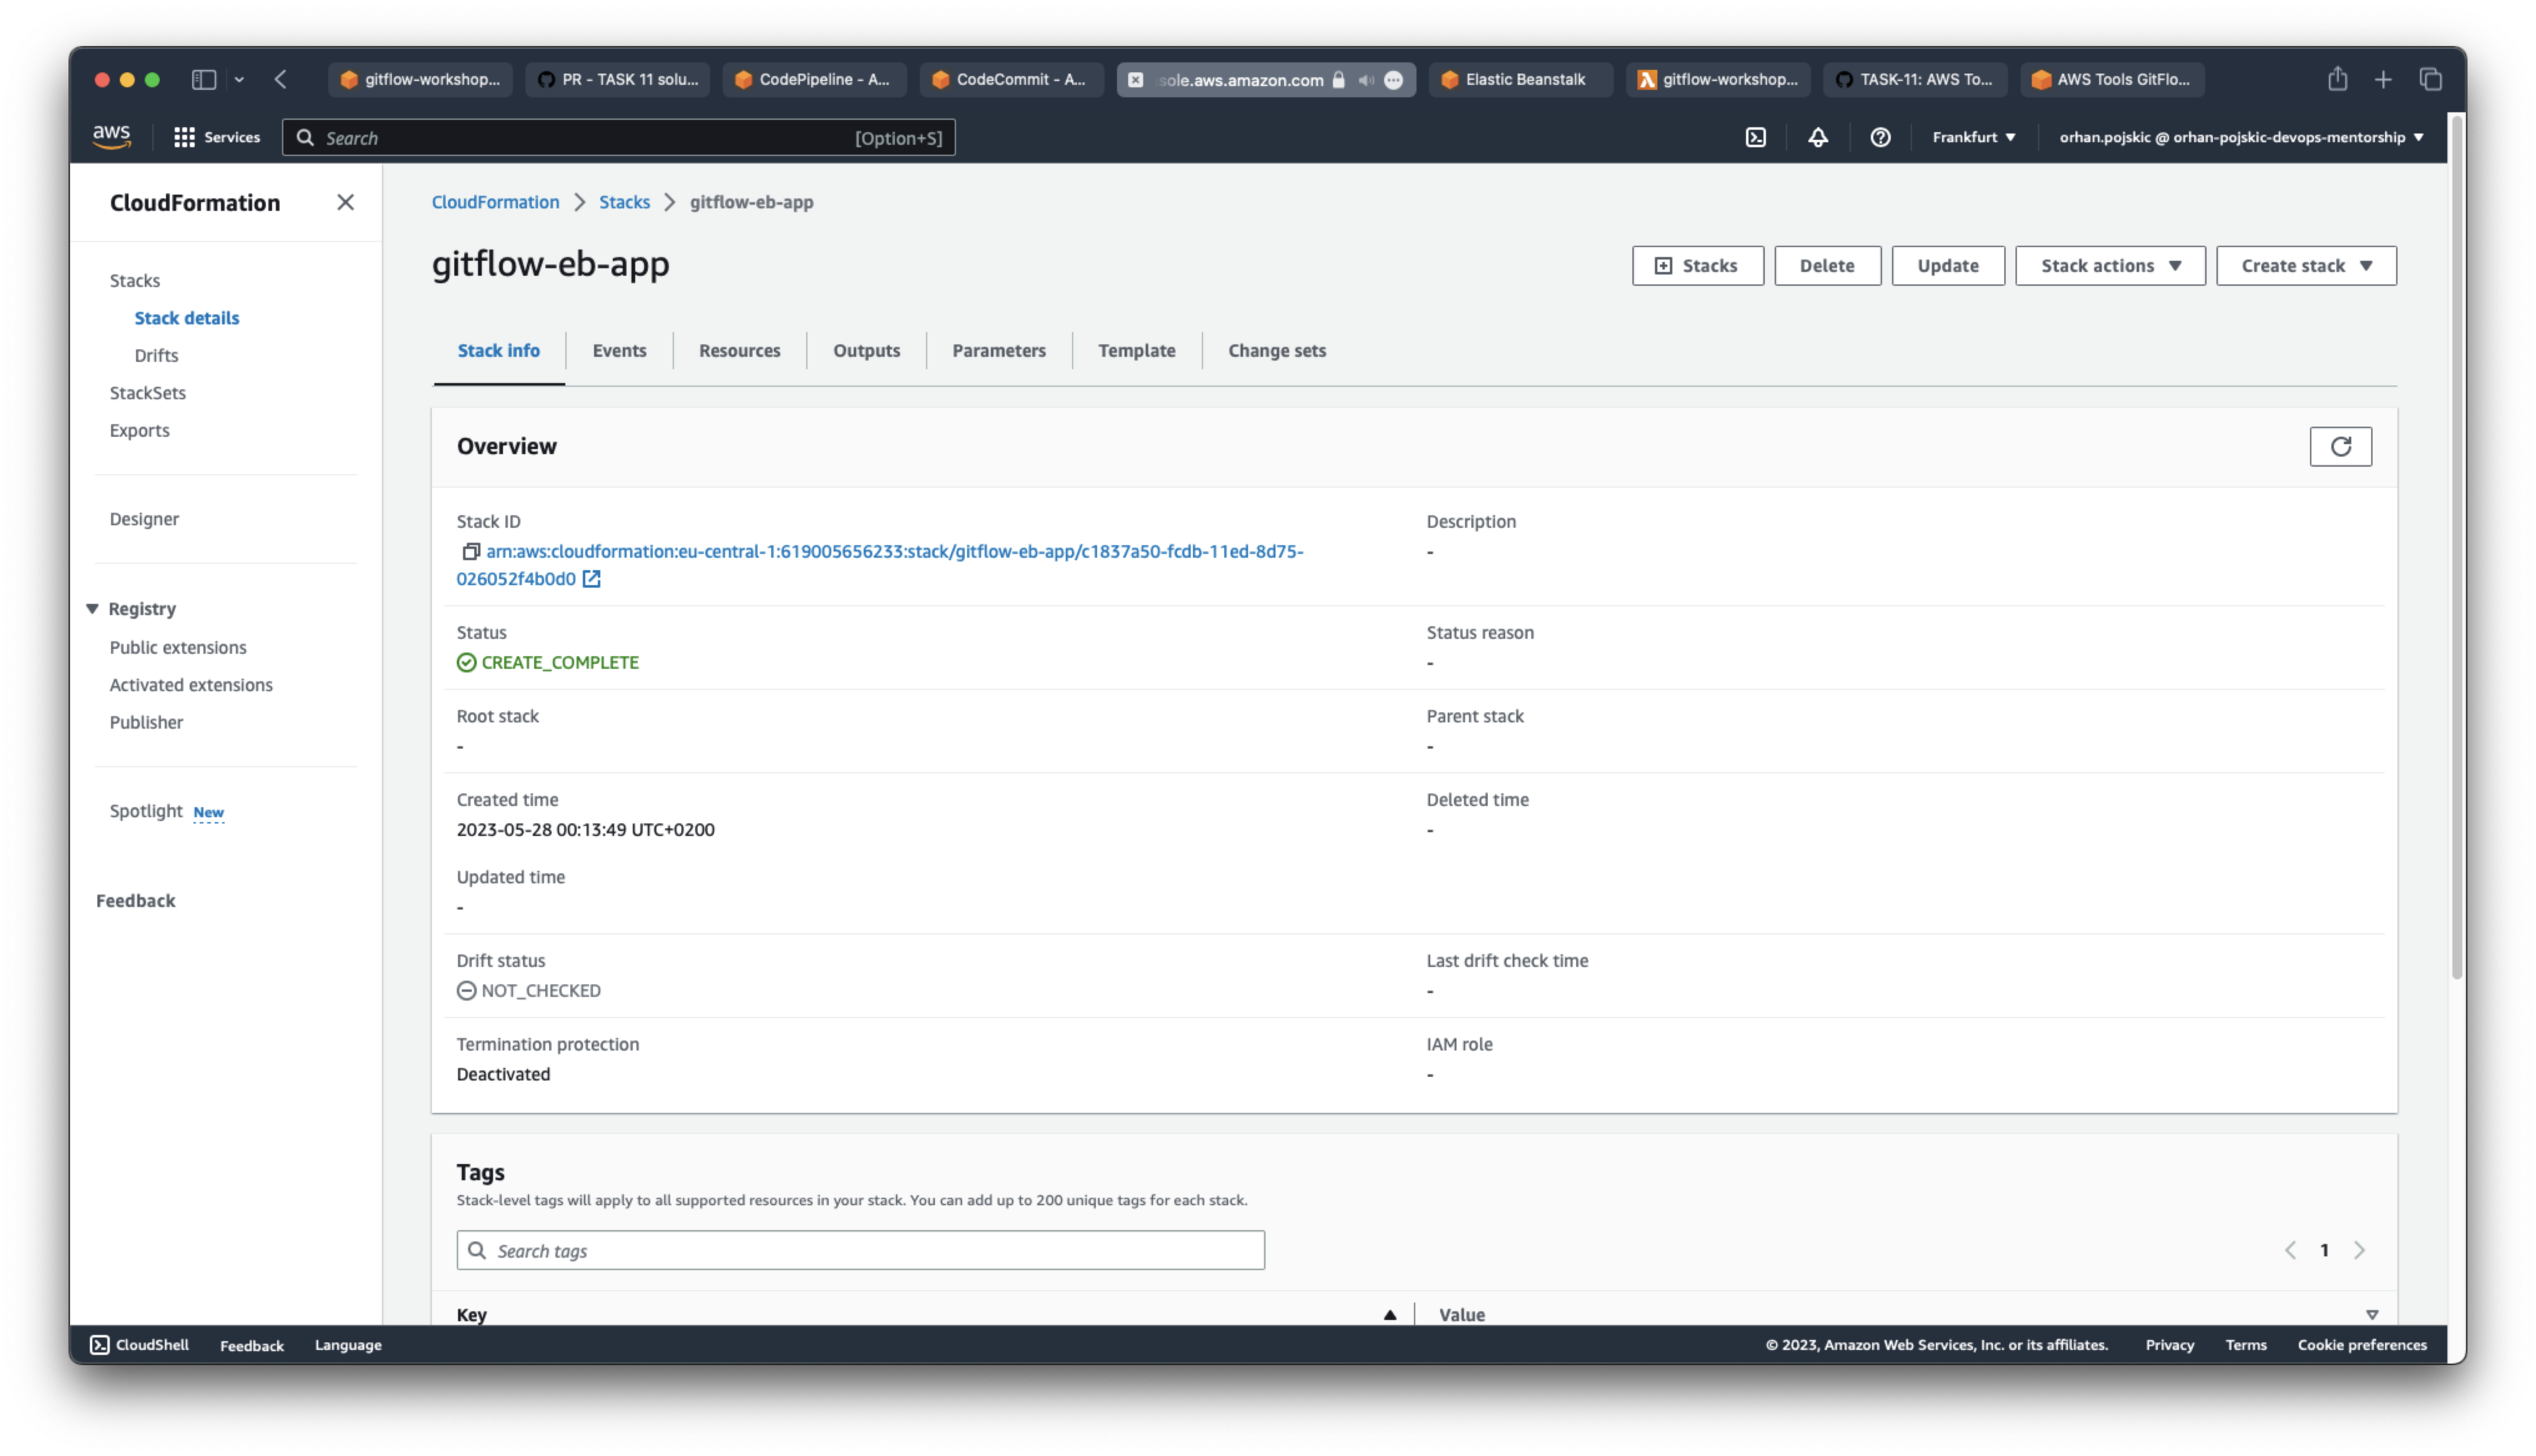 gitflow-workshop...
PR - TASK 11 solu...
CodePipeline - A...
CodeCommit - A...
sole.aws.amazon.com
Elastic Beanstalk
gitflow-workshop...
TASK-11: AWS To...
AWS Tools GitFlo...
aws
Services
Search
[Option+S]
Frankfurt
orhan.pojskic @ orhan-pojskic-devops-mentorship
CloudFormation
Stacks
Stack details
Drifts
StackSets
Exports
Designer
Registry
Public extensions
Activated extensions
Publisher
Spotlight New
Feedback
CloudFormation > Stacks > gitflow-eb-app
gitflow-eb-app
Stacks
Delete
Update
Stack actions
Create stack
Stack info
Events
Resources
Outputs
Parameters
Template
Change sets
Overview
Stack ID
arn:aws:cloudformation:eu-central-1:619005656233:stack/gitflow-eb-app/c1837a50-fcdb-11ed-8d75-
026052f4b0d0
Description
-
Status
CREATE_COMPLETE
Status reason
-
Root stack
-
Parent stack
-
Created time
2023-05-28 00:13:49 UTC+0200
Deleted time
-
Updated time
-
Drift status
NOT_CHECKED
Last drift check time
-
Termination protection
Deactivated
IAM role
-
Tags
Stack-level tags will apply to all supported resources in your stack. You can add up to 200 unique tags for each stack.
Search tags
1
Key
Value
CloudShell
Feedback
Language
© 2023, Amazon Web Services, Inc. or its affiliates.
Privacy
Terms
Cookie preferences